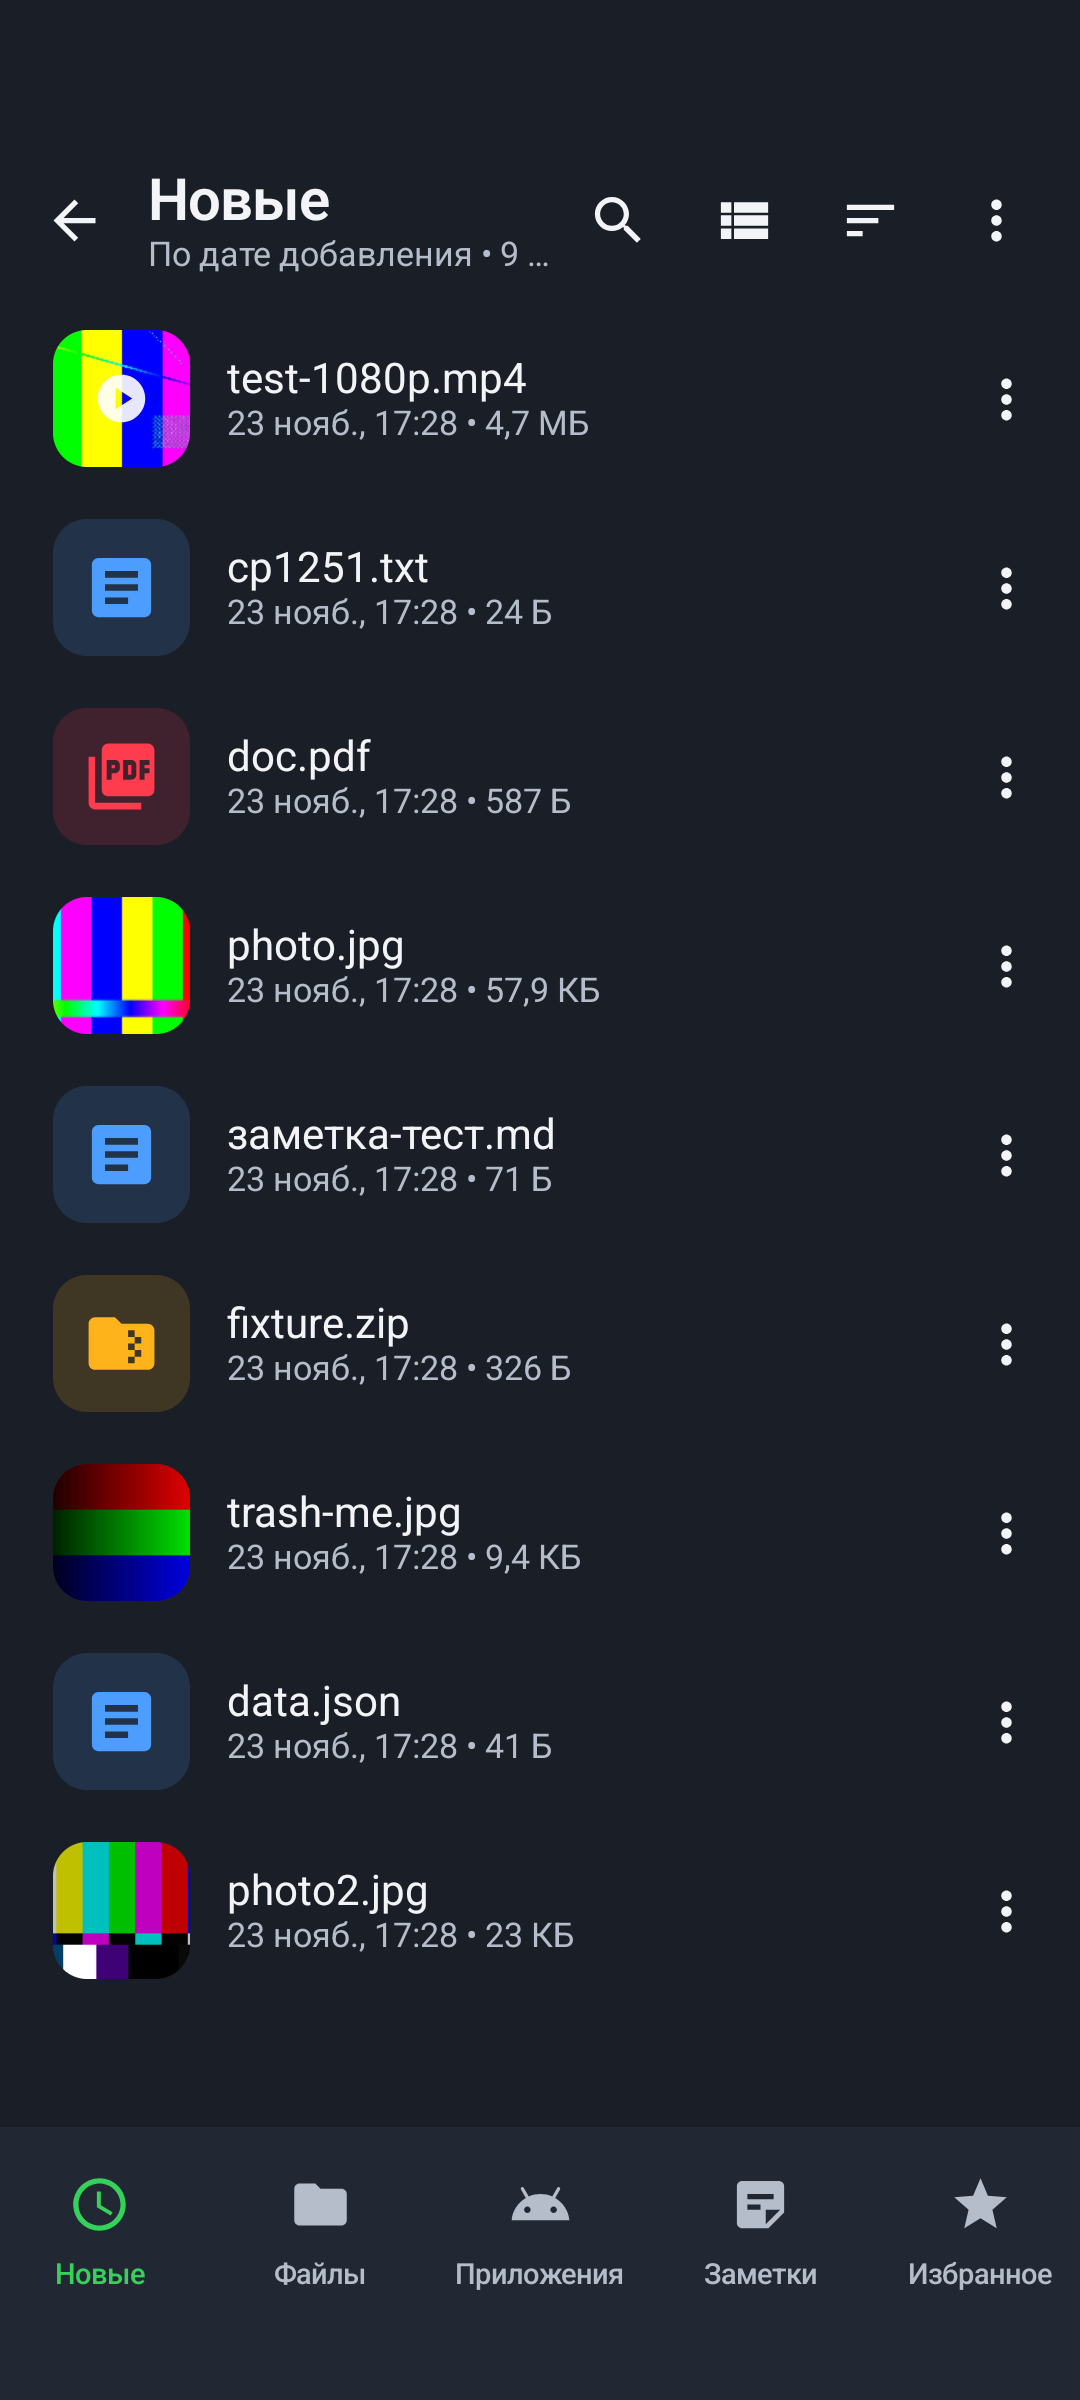 Новые
По дате добавления • 9 ...
test-1080p.mp4
23 нояб., 17:28 • 4,7 МБ
cp1251.txt
23 нояб., 17:28 • 24 Б
PDF
doc.pdf
23 нояб., 17:28 • 587 Б
photo.jpg
23 нояб., 17:28 • 57,9 КБ
заметка-тест.md
23 нояб., 17:28 • 71 Б
fixture.zip
23 нояб., 17:28 • 326 Б
trash-me.jpg
23 нояб., 17:28 • 9,4 КБ
data.json
23 нояб., 17:28 • 41 Б
photo2.jpg
23 нояб., 17:28 • 23 КБ
Новые
Файлы
Приложения
Заметки
Избранное